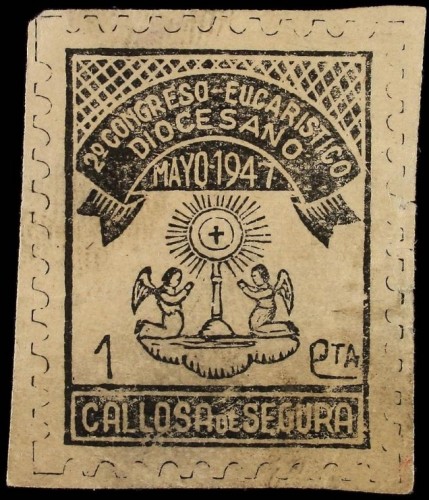 2º CONGRESO-EUCARISTICO
DIOCESANO
MAYO 1947
1 PTA
CALLOSA DE SEGURA